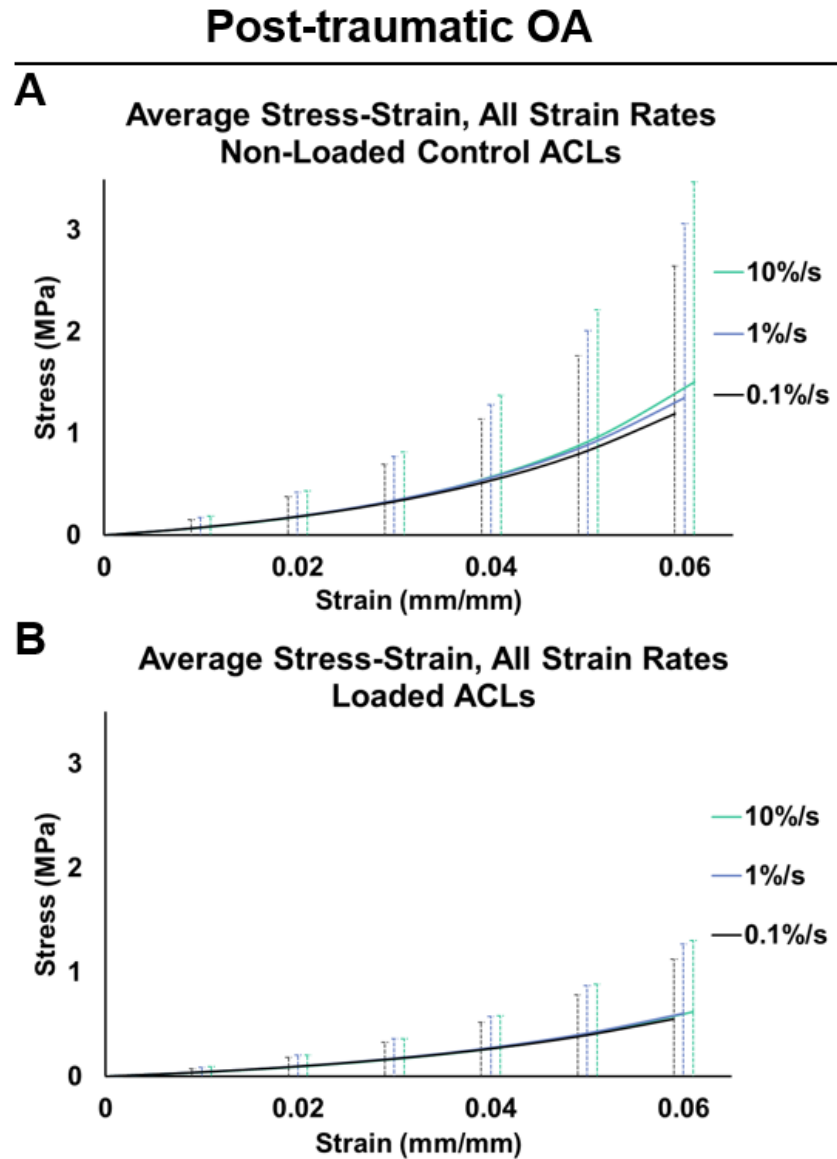 Post-traumatic OA
A
Average Stress-Strain, All Strain Rates
Non-Loaded Control ACLs
Stress (MPa)
3
2
1
0
0 0.02 0.04 0.06
Strain (mm/mm)
10%/s
1%/s
0.1%/s
B
Average Stress-Strain, All Strain Rates
Loaded ACLs
Stress (MPa)
3
2
1
0
0 0.02 0.04 0.06
Strain (mm/mm)
10%/s
1%/s
0.1%/s